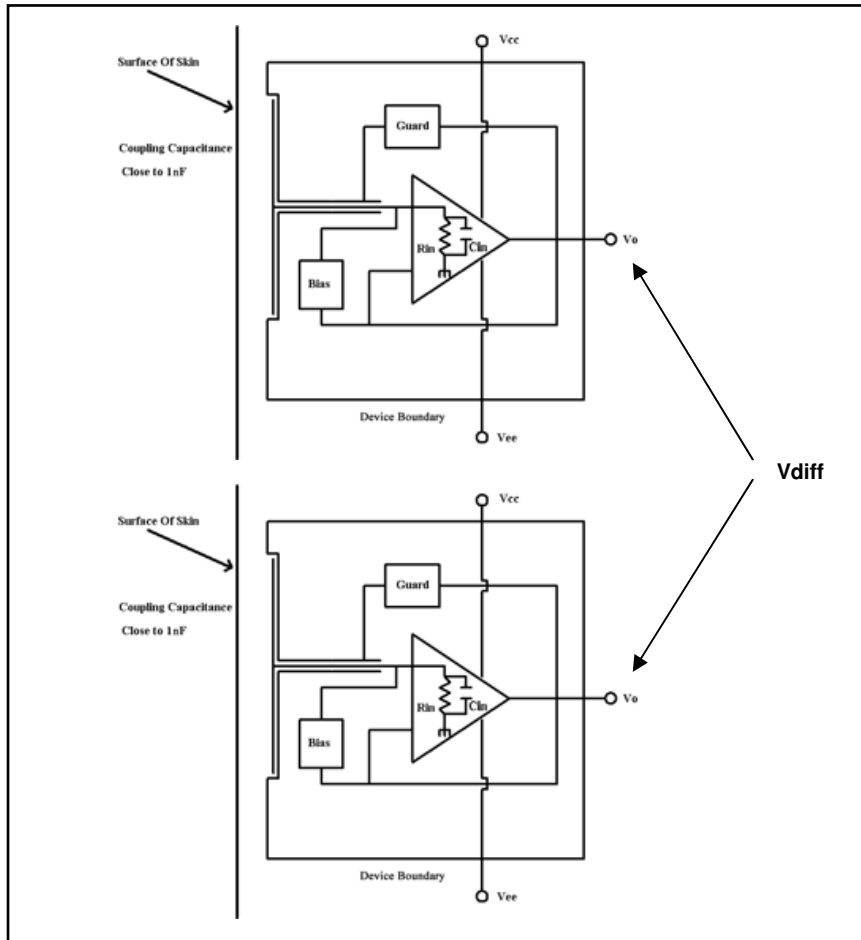 Vcc
Surface Of Skin
Guard
Coupling Capacitance
Close to 1nF
Rin
Cin
Vo
Bias
Device Boundary
Vee
Vdiff
Vcc
Surface Of Skin
Guard
Coupling Capacitance
Close to 1nF
Rin
Cin
Vo
Bias
Device Boundary
Vee